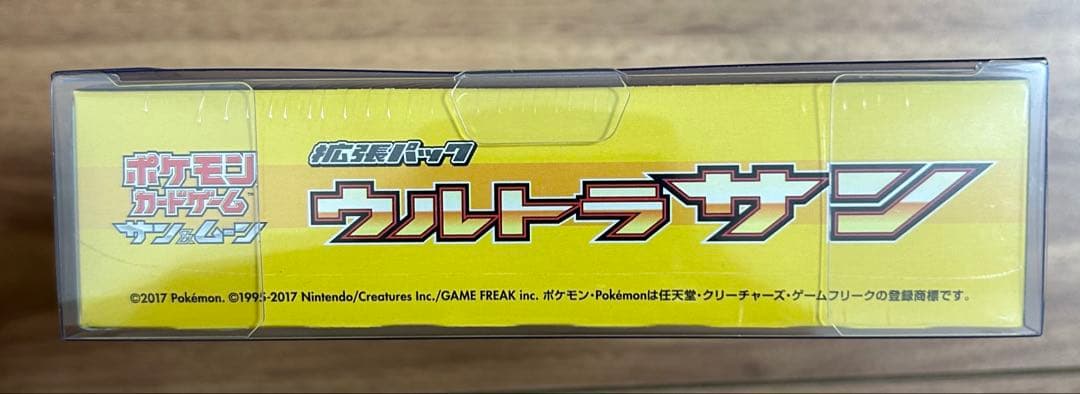 ポケモン
カードゲーム
サン&ムーン
拡張パック
ウルトラサン
©2017 Pokémon. ©1995-2017 Nintendo/Creatures Inc./GAME FREAK inc. ポケモン・Pokémonは任天堂・クリーチャーズ・ゲームフリークの登録商標です。